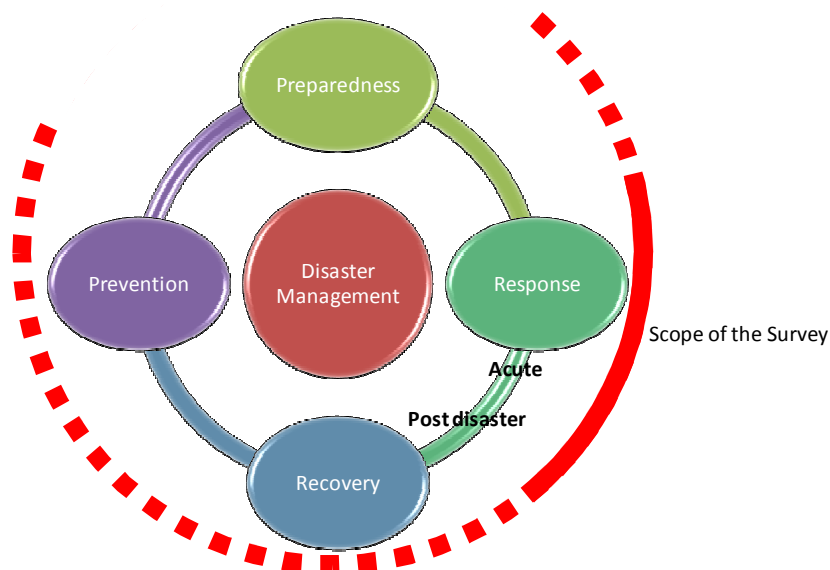 Preparedness
Prevention
Disaster
Management
Response
Scope of the Survey
Acute
Post disaster
Recovery